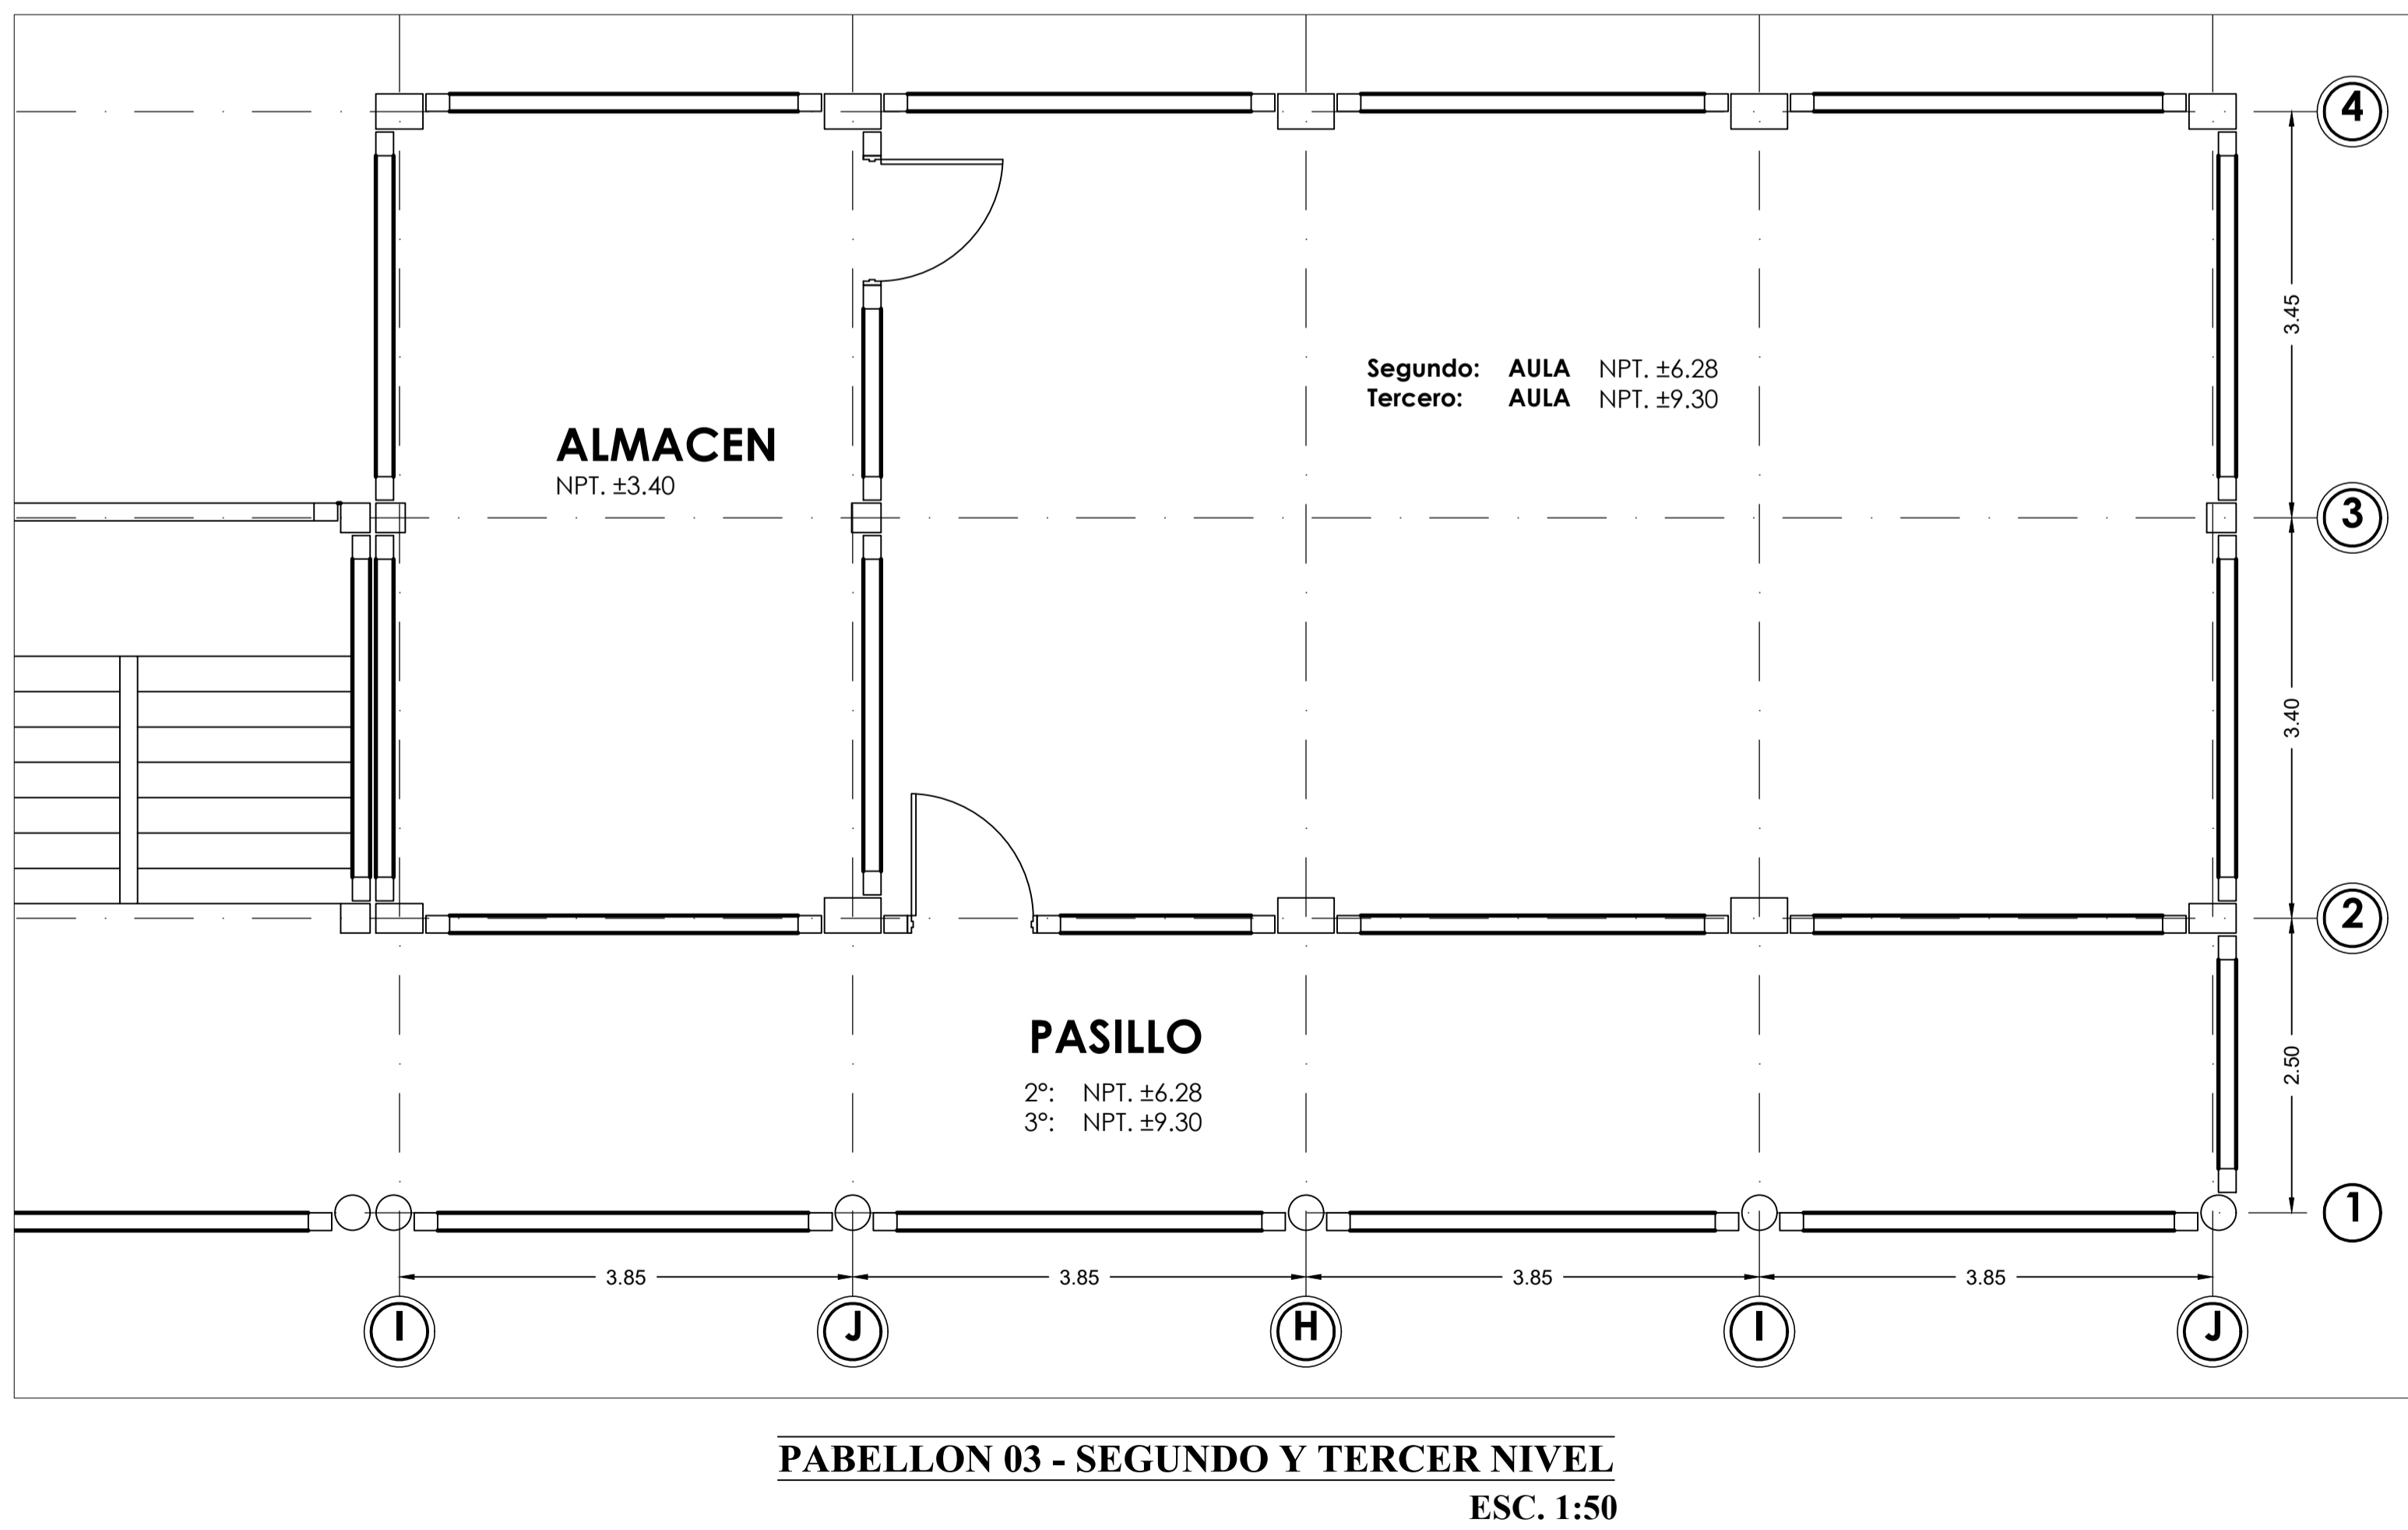 4
3.45
Segundo: AULA NPT. ±6.28
Tercero: AULA NPT. ±9.30
ALMACEN
NPT. ±3.40
3
3.40
2
PASILLO
2°: NPT. ±6.28
3°: NPT. ±9.30
2.50
1
3.85 3.85 3.85 3.85
I J H I J
PABELLON 03 - SEGUNDO Y TERCER NIVEL
ESC. 1:50